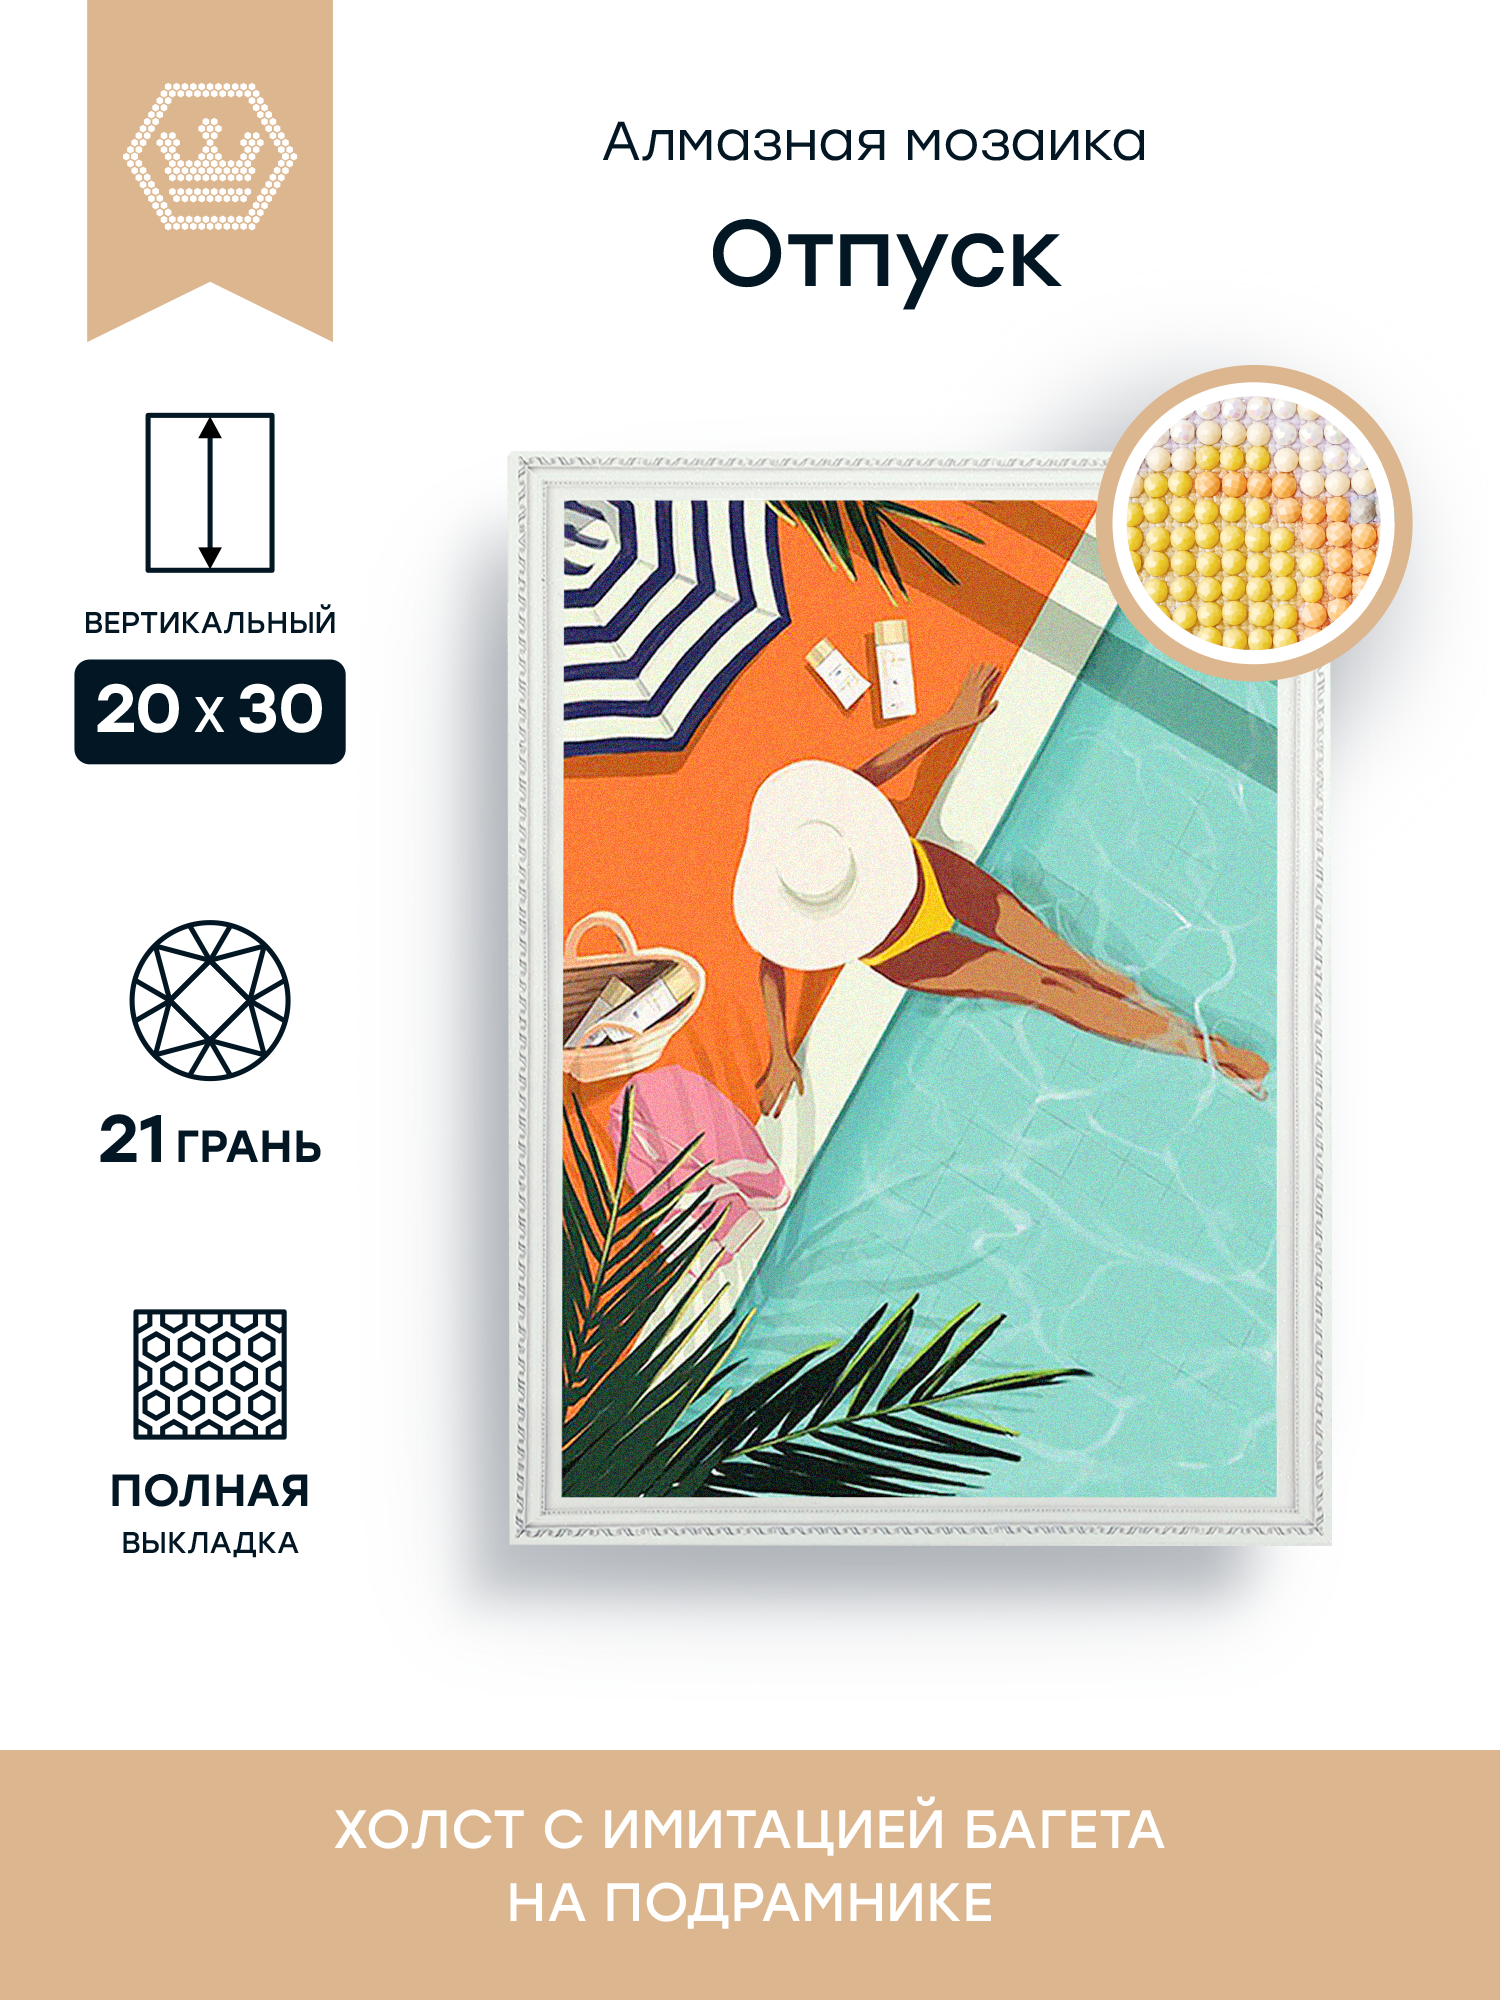 Алмазная мозаика
Отпуск
ВЕРТИКАЛЬНЫЙ
20 X 30
21 ГРАНЬ
ПОЛНАЯ
ВЫКЛАДКА
ХОЛСТ С ИМИТАЦИЕЙ БАГЕТА
НА ПОДРАМНИКЕ